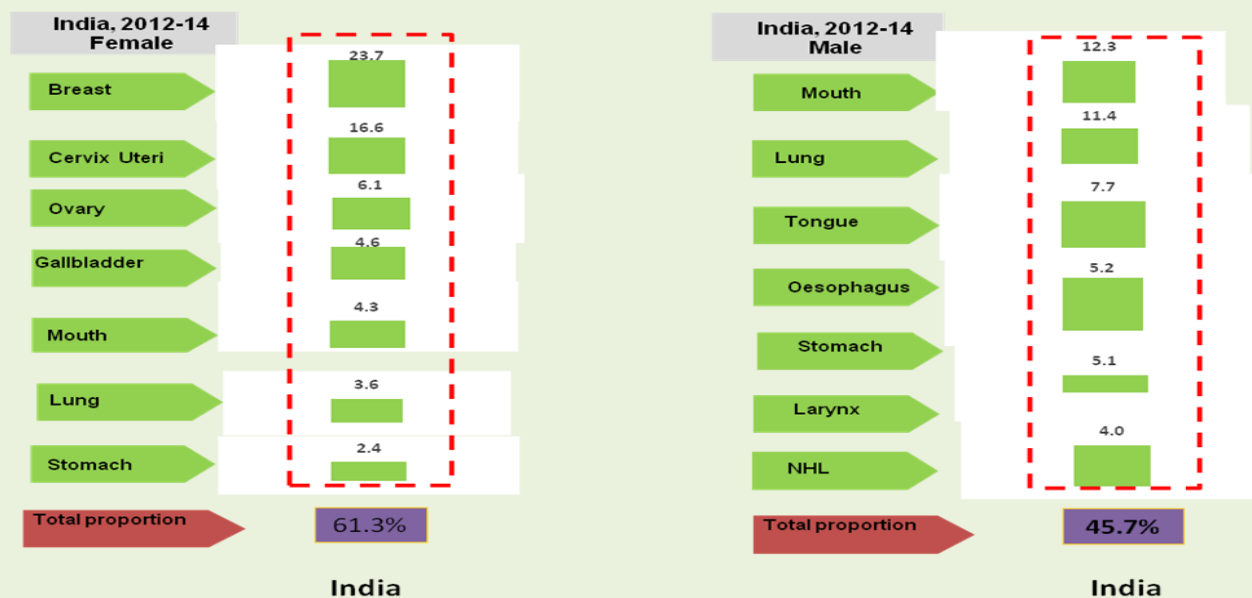 India, 2012-14
Female
Breast
23.7
Cervix Uteri
16.6
Ovary
6.1
Gallbladder
4.6
Mouth
4.3
Lung
3.6
Stomach
2.4
Total proportion
61.3%
India
India, 2012-14
Male
Mouth
12.3
Lung
11.4
Tongue
7.7
Oesophagus
5.2
Stomach
5.1
Larynx
4.0
NHL
Total proportion
45.7%
India